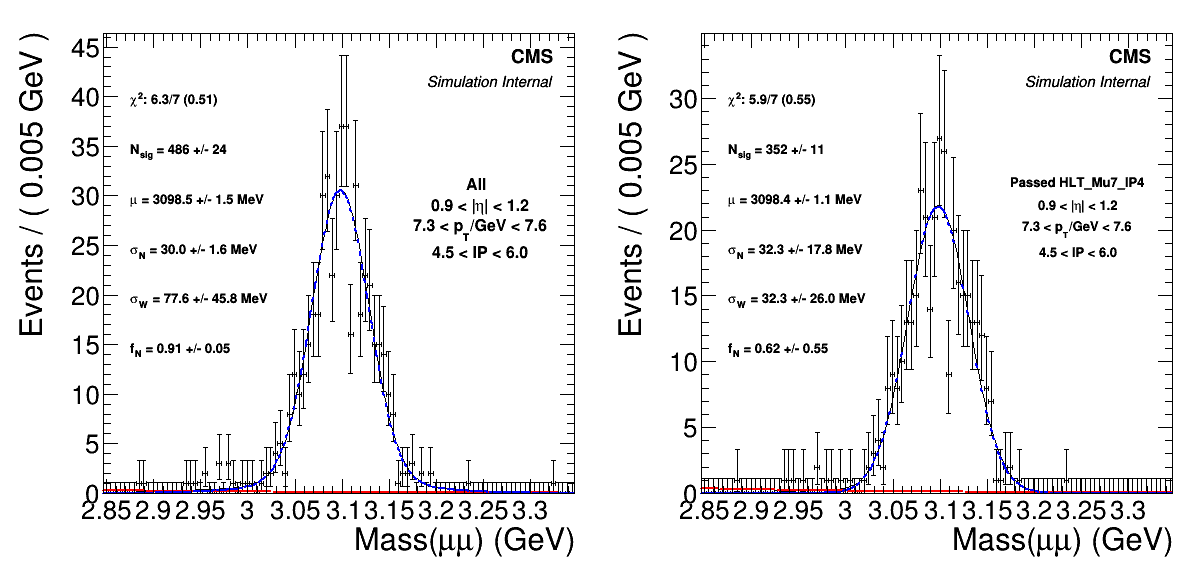 Events / ( 0.005 GeV )
45
40
35
30
25
20
15
10
5
0
CMS
Simulation Internal
χ²: 6.3/7 (0.51)
N_sig = 486 +/- 24
μ = 3098.5 +/- 1.5 MeV
σ_N = 30.0 +/- 1.6 MeV
σ_W = 77.6 +/- 45.8 MeV
f_N = 0.91 +/- 0.05
All
0.9 < |η| < 1.2
7.3 < p_T/GeV < 7.6
4.5 < IP < 6.0
2.85 2.9 2.95 3 3.05 3.1 3.15 3.2 3.25 3.3
Mass(μμ) (GeV)
Events / ( 0.005 GeV )
30
25
20
15
10
5
0
CMS
Simulation Internal
χ²: 5.9/7 (0.55)
N_sig = 352 +/- 11
μ = 3098.4 +/- 1.1 MeV
σ_N = 32.3 +/- 17.8 MeV
σ_W = 32.3 +/- 26.0 MeV
f_N = 0.62 +/- 0.55
Passed HLT_Mu7_IP4
0.9 < |η| < 1.2
7.3 < p_T/GeV < 7.6
4.5 < IP < 6.0
2.85 2.9 2.95 3 3.05 3.1 3.15 3.2 3.25 3.3
Mass(μμ) (GeV)